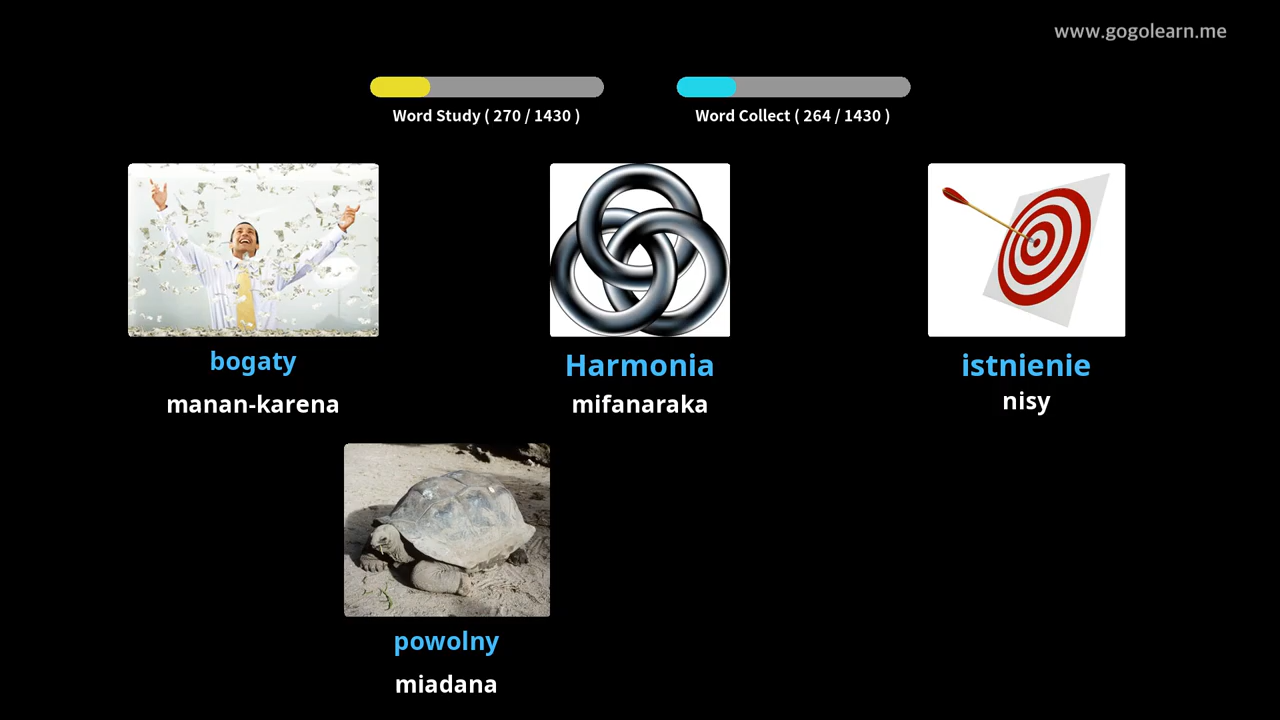 www.gogolearn.me
Word Study ( 270 / 1430 )
Word Collect ( 264 / 1430 )
bogaty
manan-karena
Harmonia
mifanaraka
istnienie
nisy
powolny
miadana